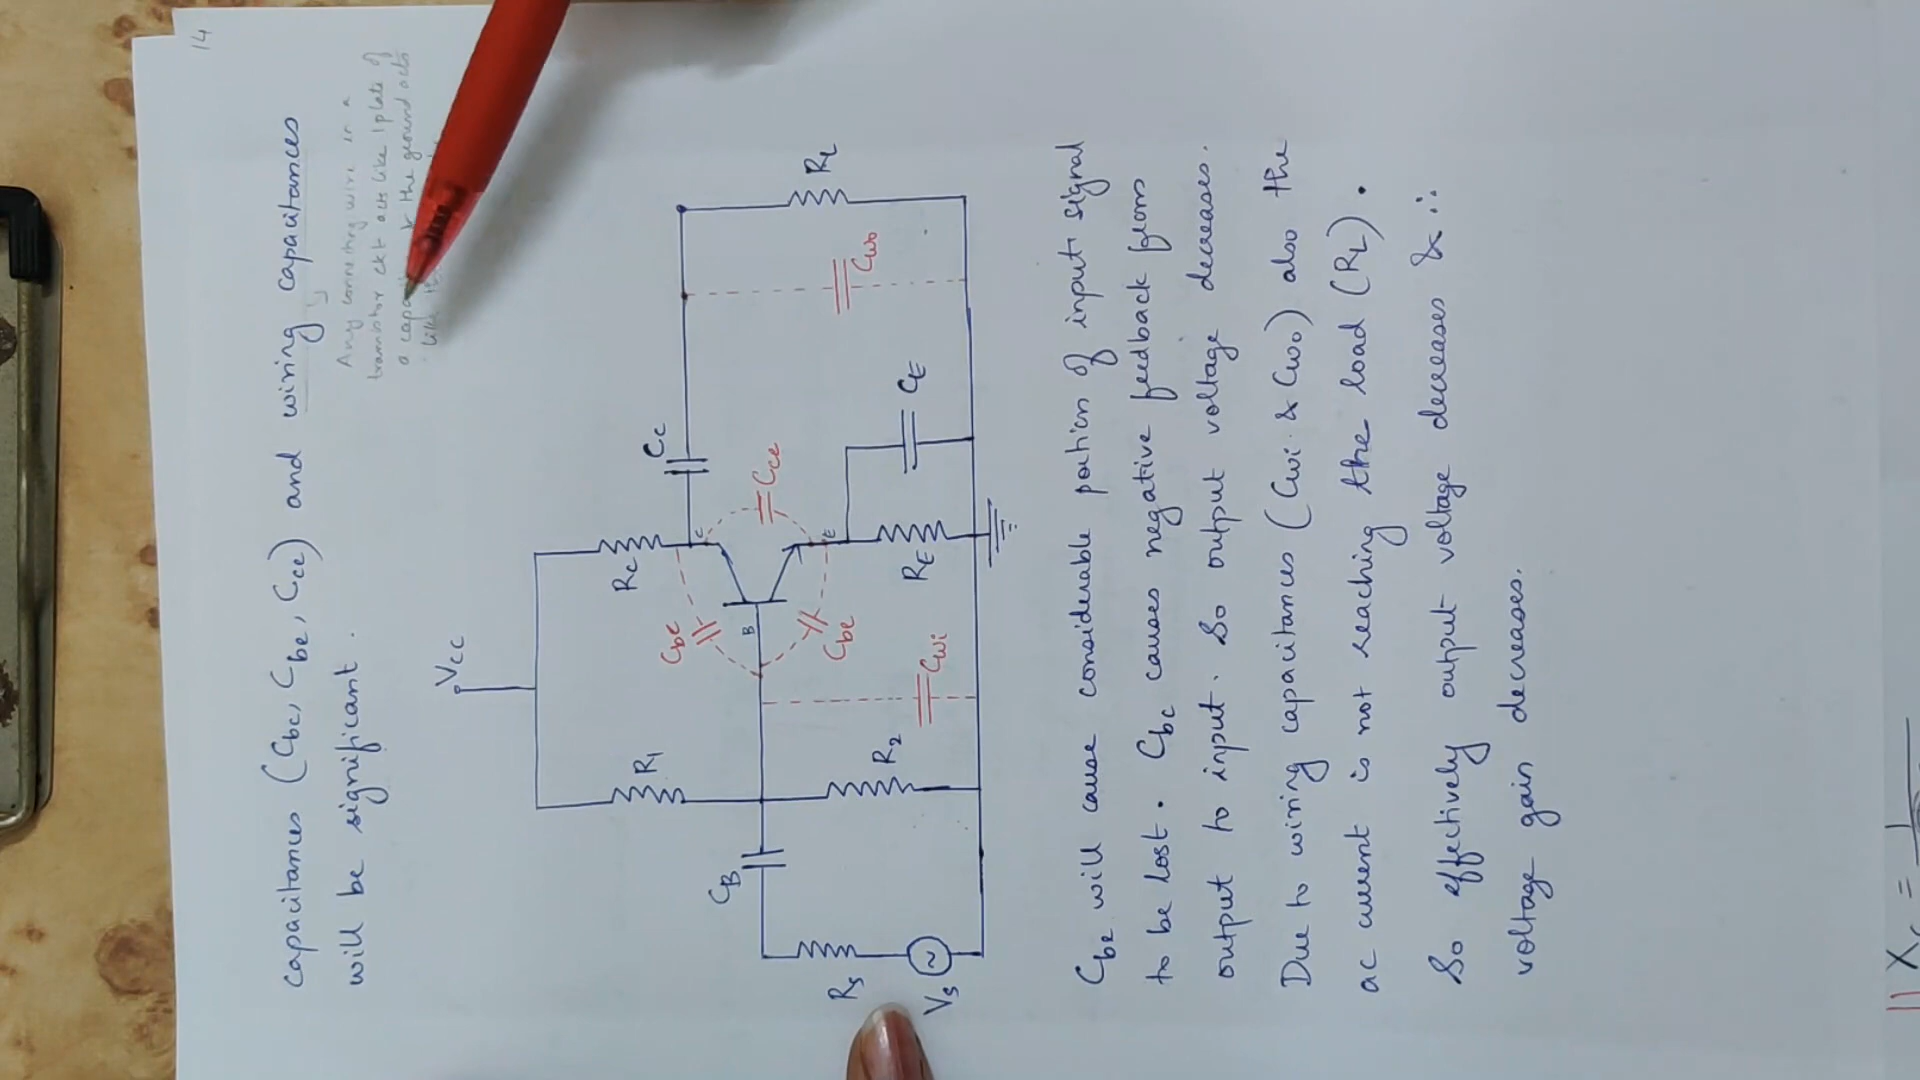 14
capacitances (Cbc, Cbe, Cce) and wiring capacitances
will be significant.
Any connecting wire in a
transistor ckt acts like 1 plate of
a the ground acts
like
VCC
R1
RC
CC
Cbc
Cce
B
C
E
Cbe
CB
R2
Cwi
RE
CE
Cwo
RL
RS
VS
Cbe will cause considerable portion of input signal
to be lost. Cbc causes negative feedback from
output to input. So output voltage decreases.
Due to wiring capacitances (Cwi & Cwo) also the
ac current is not reaching the load (RL).
So effectively output voltage decreases & ∴
voltage gain decreases.